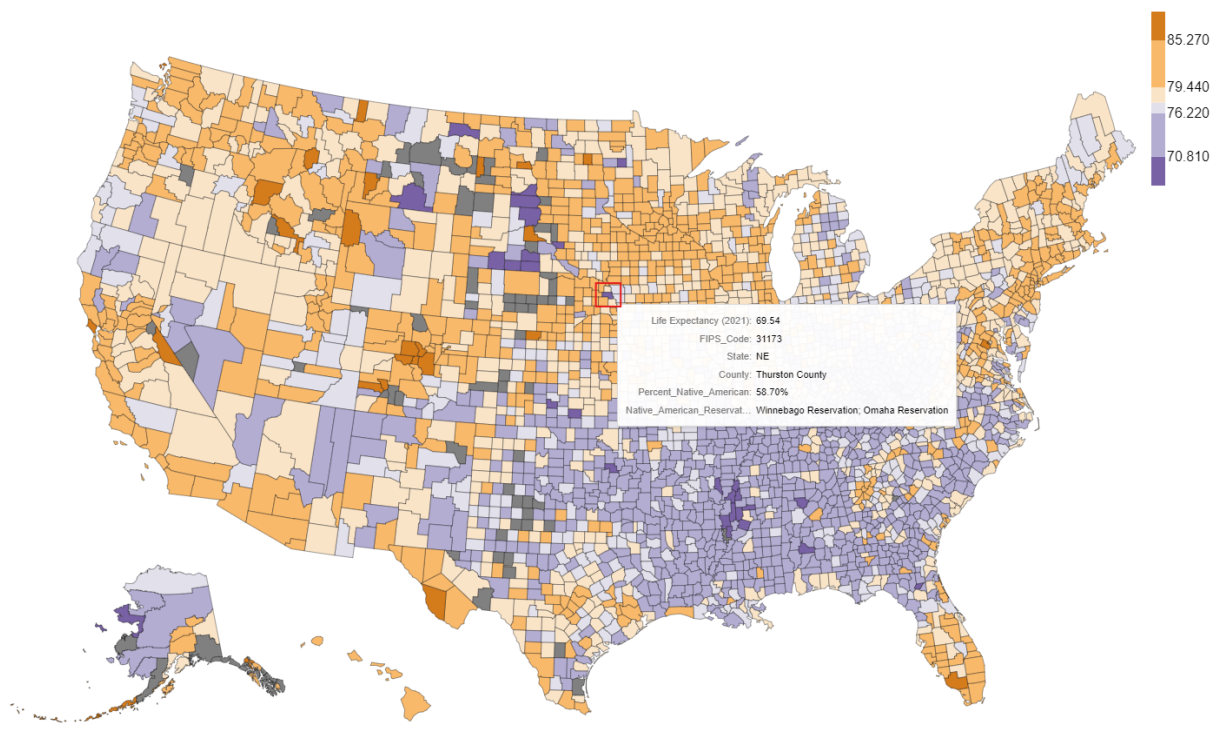 85.270
79.440
76.220
70.810
Life Expectancy (2021): 69.54
FIPS_Code: 31173
State: NE
County: Thurston County
Percent_Native_American: 58.70%
Native_American_Reservat... Winnebago Reservation; Omaha Reservation